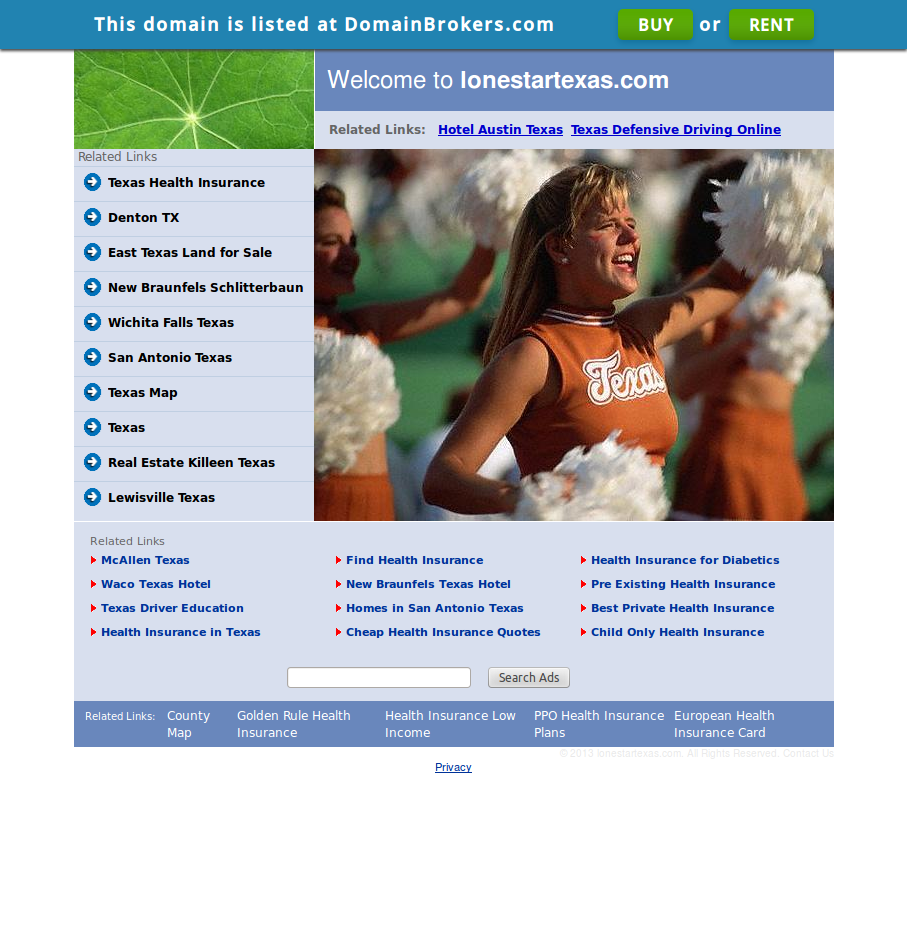 This domain is listed at DomainBrokers.com BUY or RENT
Welcome to lonestartexas.com
Related Links: Hotel Austin Texas Texas Defensive Driving Online
Related Links
Texas Health Insurance
Denton TX
East Texas Land for Sale
New Braunfels Schlitterbaun
Wichita Falls Texas
San Antonio Texas
Texas Map
Texas
Real Estate Killeen Texas
Lewisville Texas
Texas
Related Links
McAllen Texas Find Health Insurance Health Insurance for Diabetics
Waco Texas Hotel New Braunfels Texas Hotel Pre Existing Health Insurance
Texas Driver Education Homes in San Antonio Texas Best Private Health Insurance
Health Insurance in Texas Cheap Health Insurance Quotes Child Only Health Insurance
Search Ads
Related Links: County Golden Rule Health Health Insurance Low PPO Health Insurance European Health
Map Insurance Income Plans Insurance Card
© 2013 lonestartexas.com. All Rights Reserved. Contact Us
Privacy